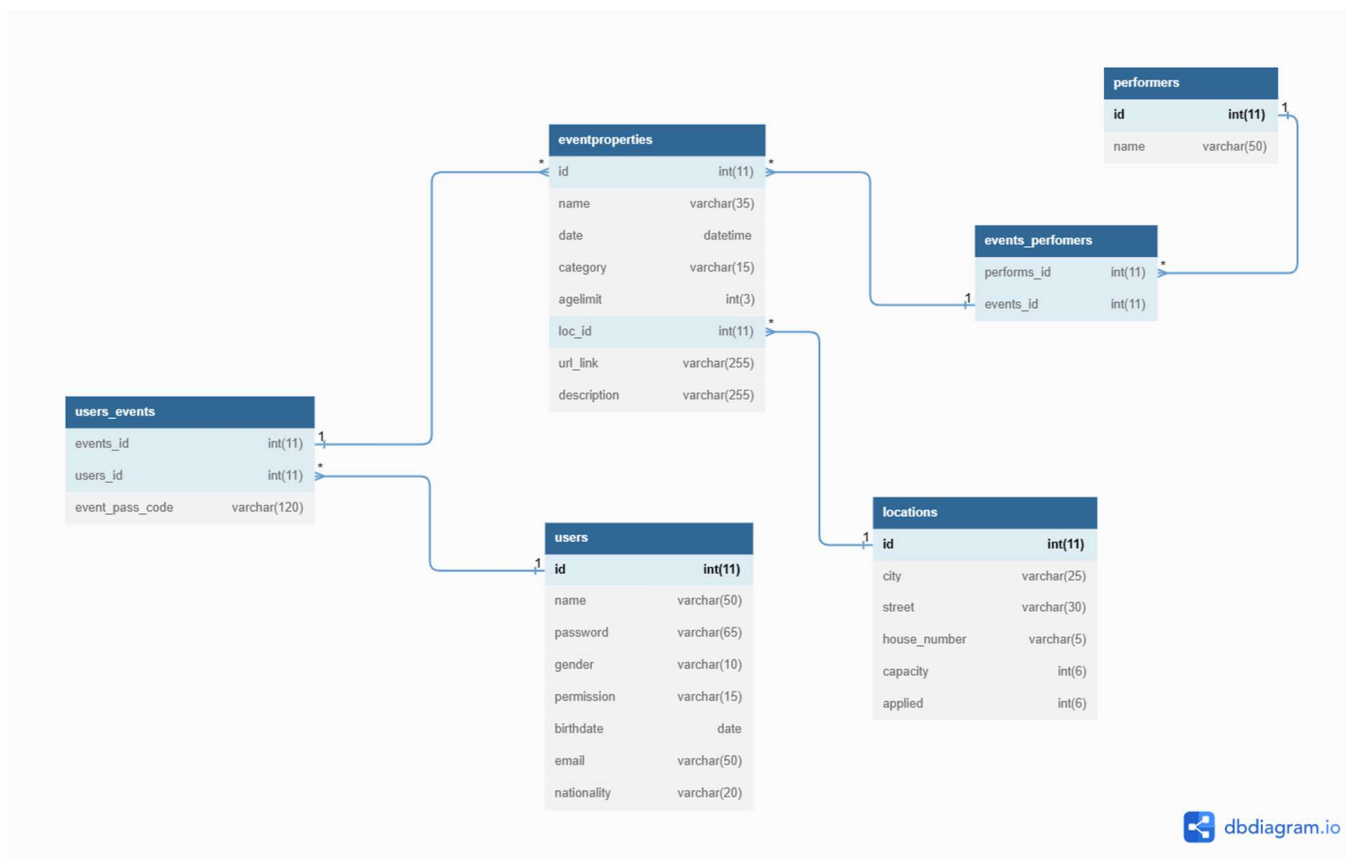 performers
id int(11)
name varchar(50)
1
eventproperties
* id int(11) *
name varchar(35)
date datetime
category varchar(15)
agelimit int(3)
loc_id int(11) *
url_link varchar(255)
description varchar(255)
events_perfomers
performs_id int(11) *
1 events_id int(11)
users_events
events_id int(11) 1
users_id int(11) *
event_pass_code varchar(120)
users
1 id int(11)
name varchar(50)
password varchar(65)
gender varchar(10)
permission varchar(15)
birthdate date
email varchar(50)
nationality varchar(20)
locations
1 id int(11)
city varchar(25)
street varchar(30)
house_number varchar(5)
capacity int(6)
applied int(6)
dbdiagram.io